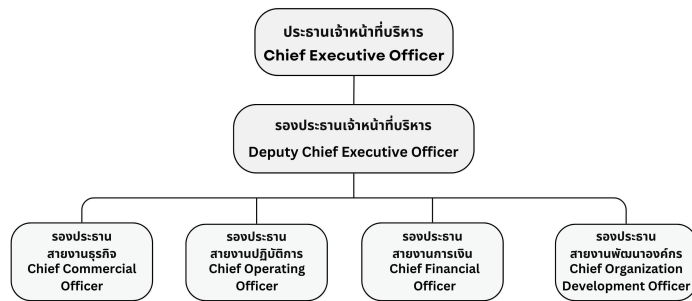 ประธานเจ้าหน้าที่บริหาร
Chief Executive Officer
รองประธานเจ้าหน้าที่บริหาร
Deputy Chief Executive Officer
รองประธาน
สายงานธุรกิจ
Chief Commercial
Officer
รองประธาน
สายงานปฏิบัติการ
Chief Operating
Officer
รองประธาน
สายงานการเงิน
Chief Financial
Officer
รองประธาน
สายงานพัฒนาองค์กร
Chief Organization
Development Officer